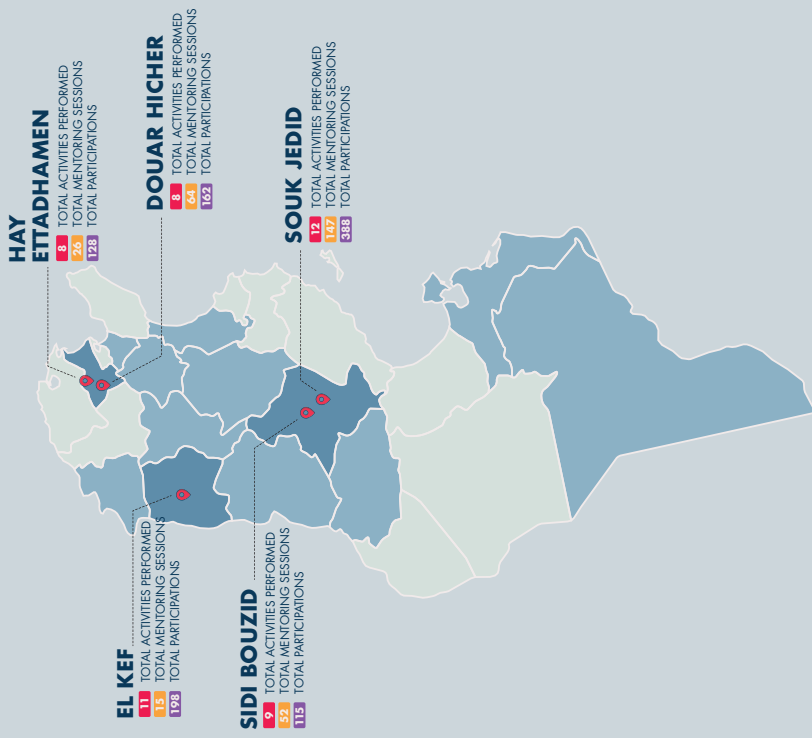 HAY
ETTADHAMEN
8 TOTAL ACTIVITIES PERFORMED
26 TOTAL MENTORING SESSIONS
128 TOTAL PARTICIPATIONS
DOUAR HICHER
8 TOTAL ACTIVITIES PERFORMED
64 TOTAL MENTORING SESSIONS
162 TOTAL PARTICIPATIONS
SOUK JEDID
12 TOTAL ACTIVITIES PERFORMED
147 TOTAL MENTORING SESSIONS
388 TOTAL PARTICIPATIONS
EL KEF
11 TOTAL ACTIVITIES PERFORMED
15 TOTAL MENTORING SESSIONS
198 TOTAL PARTICIPATIONS
SIDI BOUZID
9 TOTAL ACTIVITIES PERFORMED
52 TOTAL MENTORING SESSIONS
115 TOTAL PARTICIPATIONS